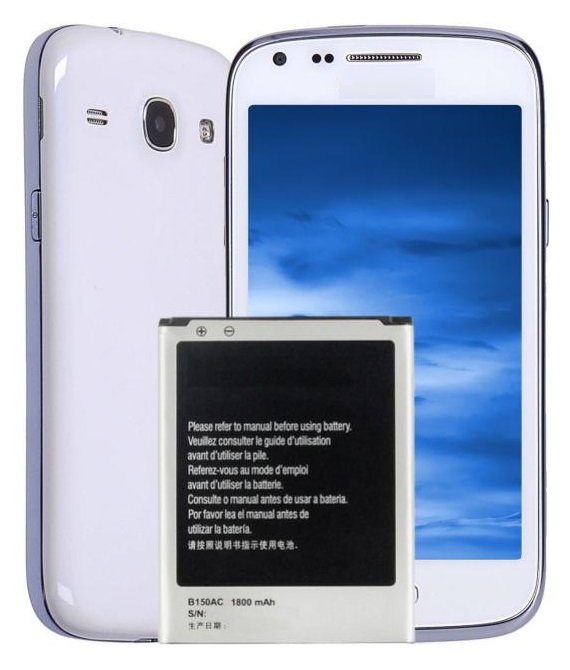 Please refer to manual before using battery.
Veuillez consulter le guide d'utilisation
avant d'utiliser la pile.
Referez-vous au mode d'emploi
avant d'utiliser la batterie.
Consulte o manual antes de usar a bateria.
Por favor lea el manual antes de
utilizar la batería.
请按照说明书指示使用电池.
B150AC 1800 mAh
S/N:
生产日期: